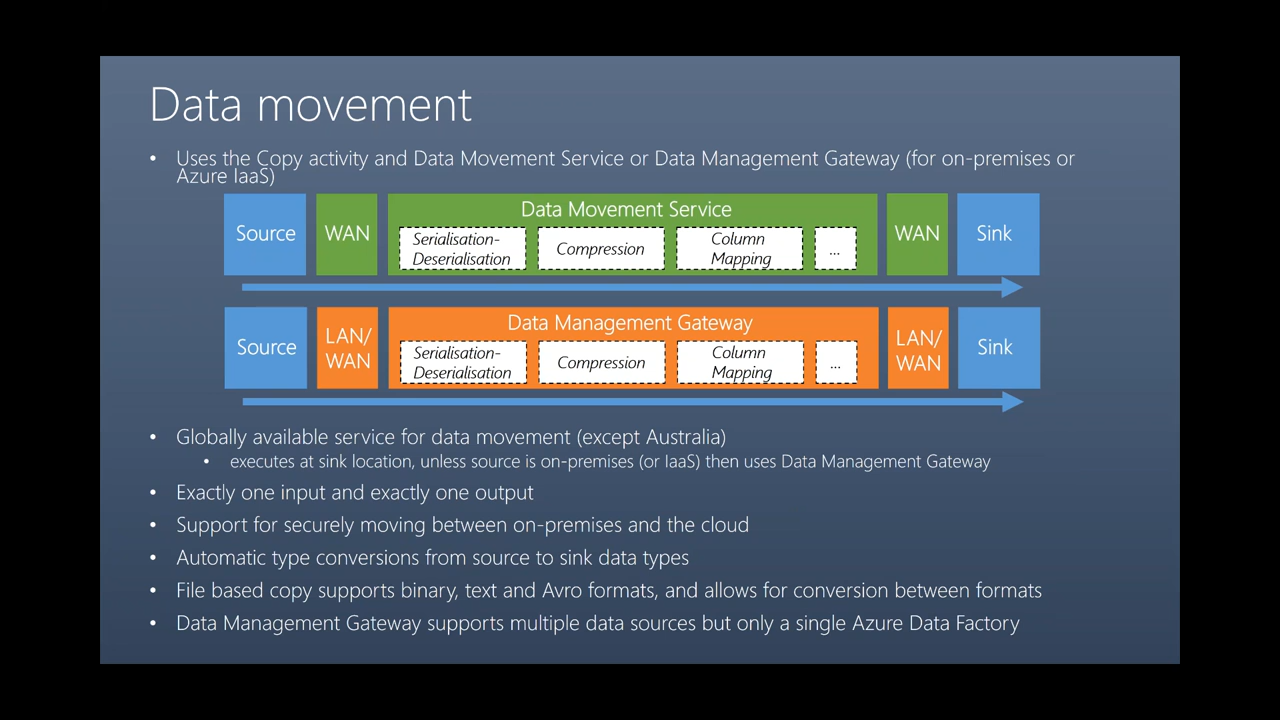 Data movement
• Uses the Copy activity and Data Movement Service or Data Management Gateway (for on-premises or
Azure IaaS)
Source
WAN
Data Movement Service
Serialisation-
Deserialisation
Compression
Column
Mapping
...
WAN
Sink
Source
LAN/
WAN
Data Management Gateway
Serialisation-
Deserialisation
Compression
Column
Mapping
...
LAN/
WAN
Sink
• Globally available service for data movement (except Australia)
• executes at sink location, unless source is on-premises (or IaaS) then uses Data Management Gateway
• Exactly one input and exactly one output
• Support for securely moving between on-premises and the cloud
• Automatic type conversions from source to sink data types
• File based copy supports binary, text and Avro formats, and allows for conversion between formats
• Data Management Gateway supports multiple data sources but only a single Azure Data Factory